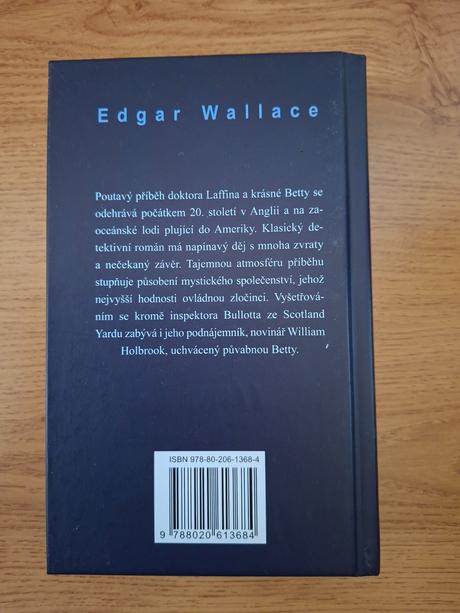 Edgar Wallace
Poutavý příběh doktora Laffina a krásné Betty se
odehrává počátkem 20. století v Anglii a na za-
oceánské lodi plující do Ameriky. Klasický de-
tektivní román má napínavý děj s mnoha zvraty
a nečekaný závěr. Tajemnou atmosféru příběhu
stupňuje působení mystického společenství, jehož
nejvyšší hodnosti ovládnou zločinci. Vyšetřová-
ním se kromě inspektora Bullotta ze Scotland
Yardu zabývá i jeho podnájemník, novinář William
Holbrook, uchvácený půvabnou Betty.
ISBN 978-80-206-1368-4
9 788020 613684